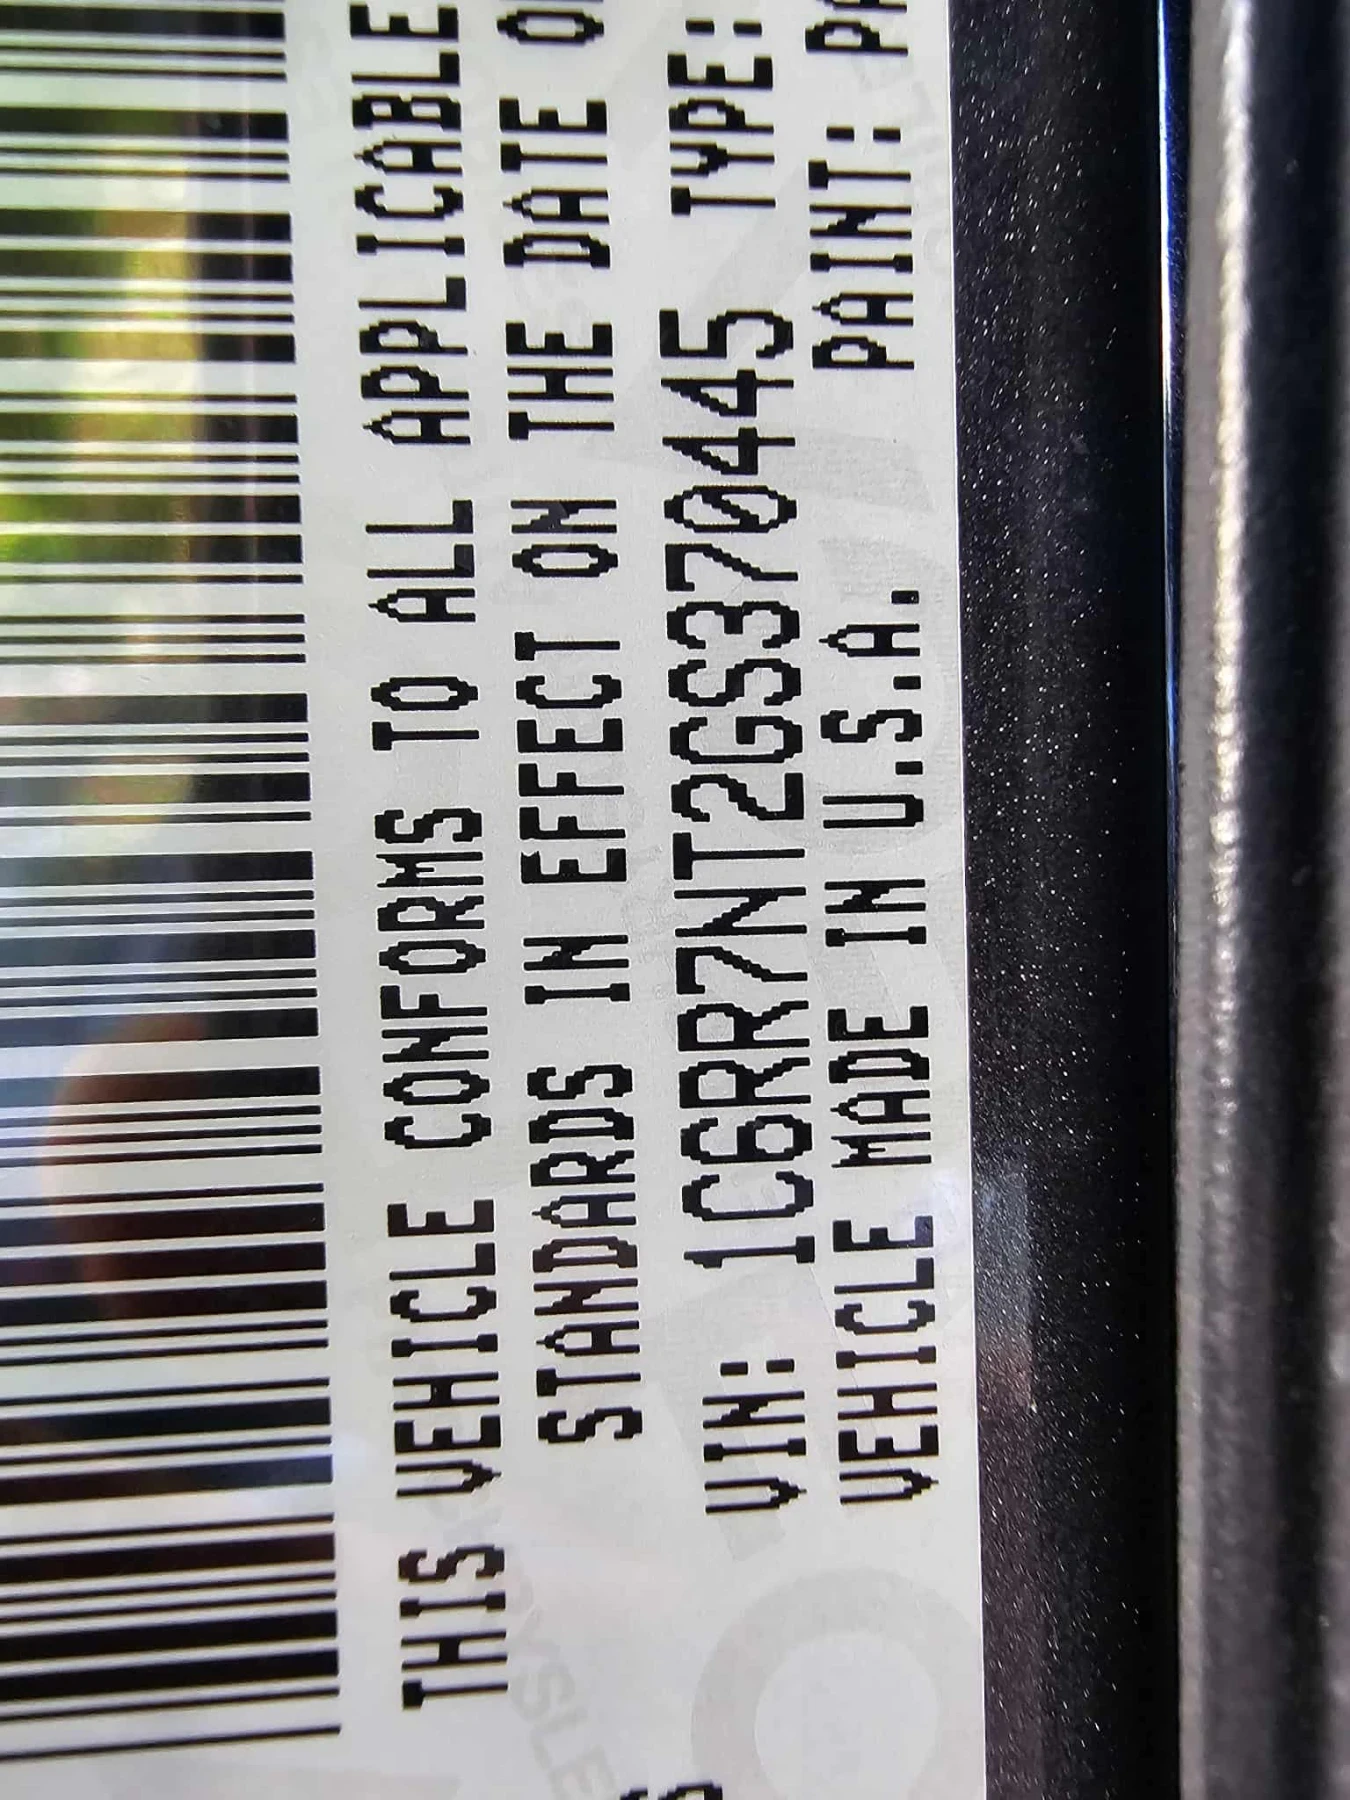 THIS VEHICLE CONFORMS TO ALL APPLICABLE
STANDARDS IN EFFECT ON THE DATE
VIN: 1C6RR7NT2GS370445 TYPE:
VEHICLE MADE IN U.S.A. PAINT: